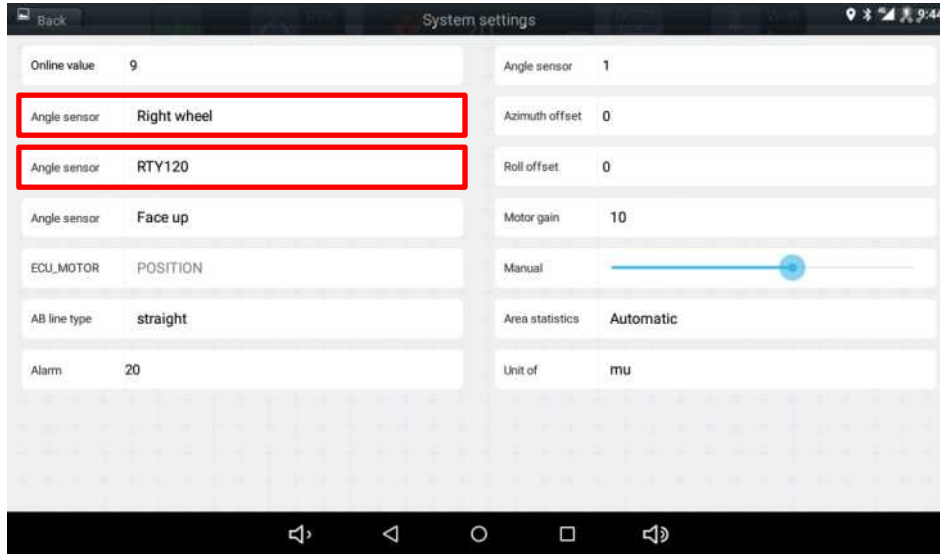 Back
System settings
9:44
Online value 9
Angle sensor 1
Angle sensor Right wheel
Azimuth offset 0
Angle sensor RTY120
Roll offset 0
Angle sensor Face up
Motor gain 10
ECU_MOTOR POSITION
Manual
AB line type straight
Area statistics Automatic
Alarm 20
Unit of mu